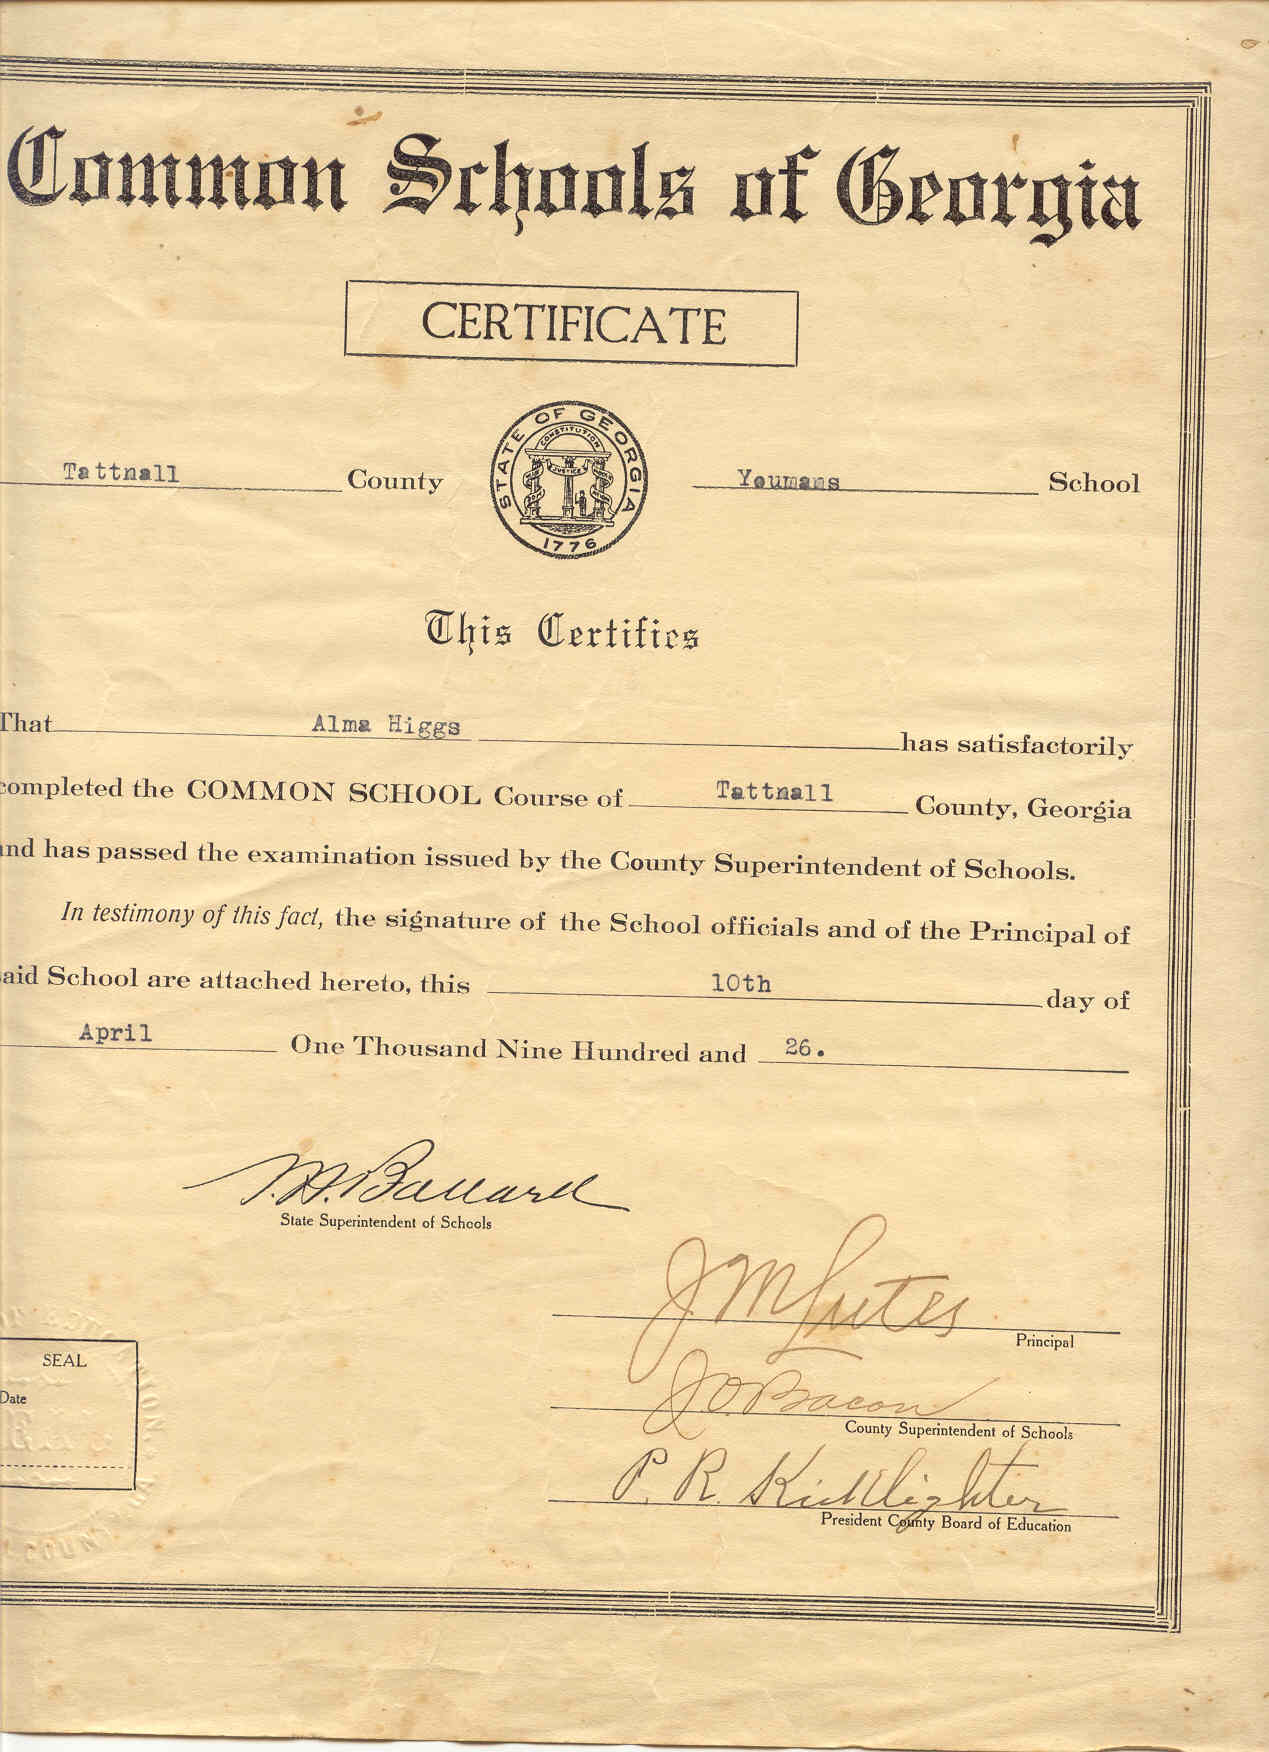 Common Schools of Georgia
CERTIFICATE
Tattnall County
STATE OF GEORGIA
CONSTITUTION
JUSTICE
1776
Youmans School
This Certifies
That Alma Higgs has satisfactorily
completed the COMMON SCHOOL Course of Tattnall County, Georgia
and has passed the examination issued by the County Superintendent of Schools.
In testimony of this fact, the signature of the School officials and of the Principal of
said School are attached hereto, this 10th day of
April One Thousand Nine Hundred and 26.
M. Ballard
State Superintendent of Schools
J M Lutes
Principal
J. O. Bacon
County Superintendent of Schools
P. R. Kicklighter
President County Board of Education
SEAL
Date